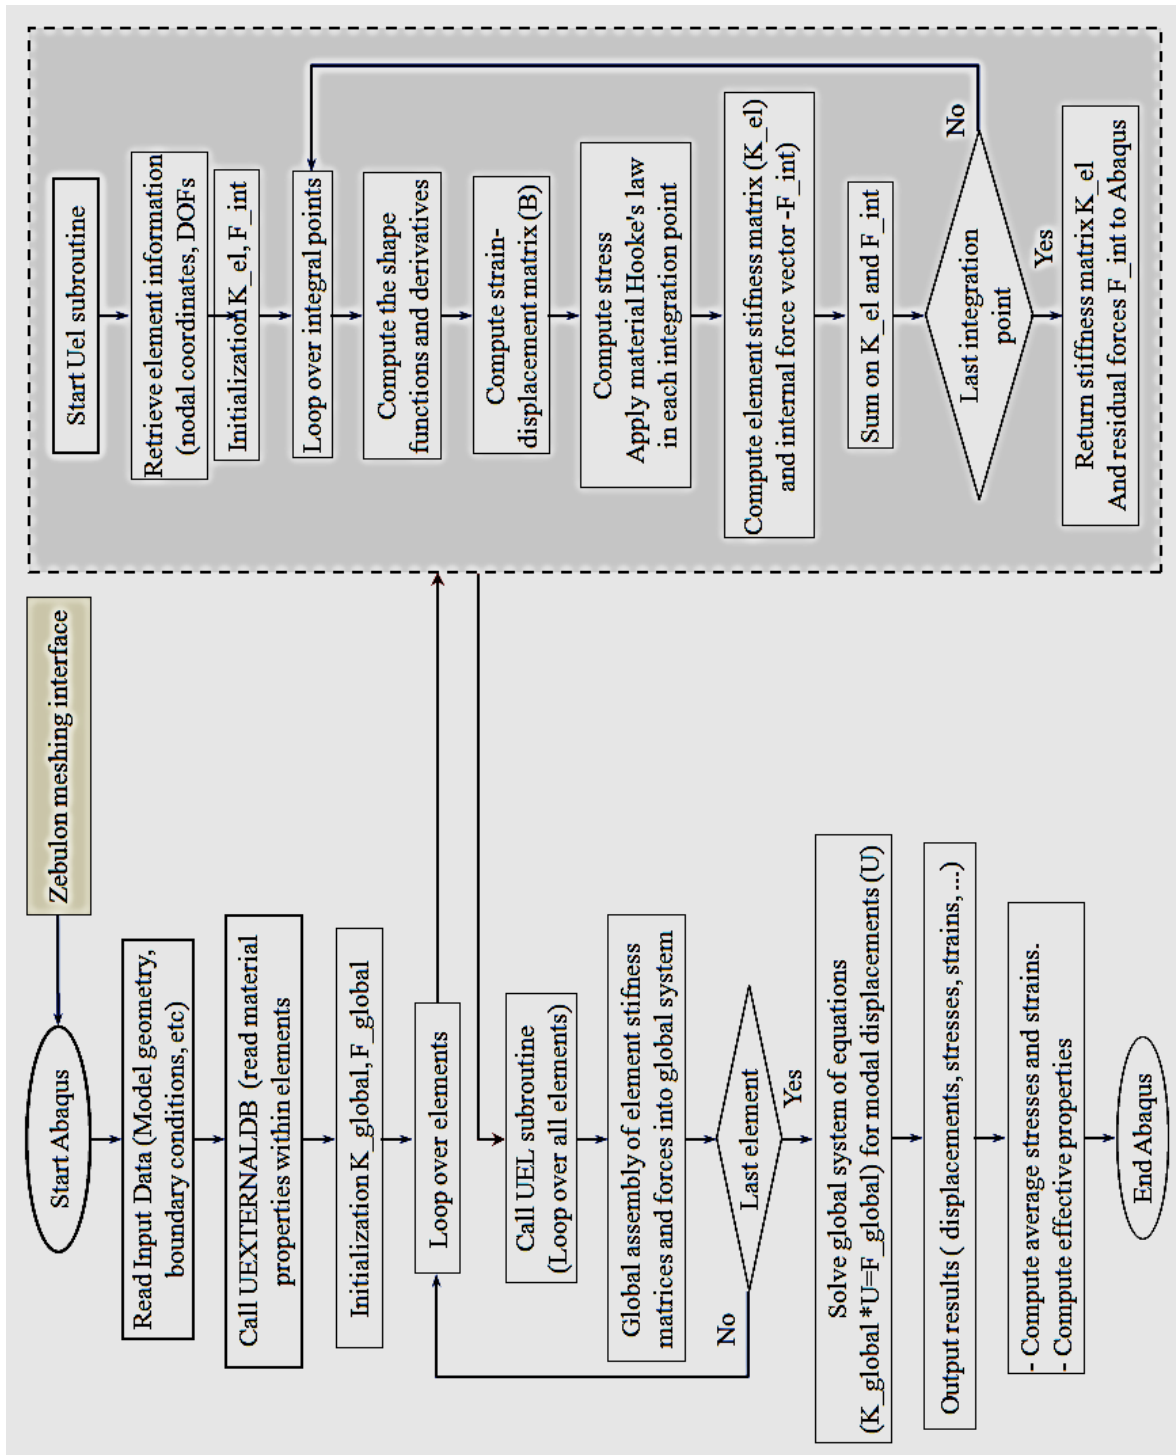 Zebulon meshing interface
Start Abaqus
Read Input Data (Model geometry,
boundary conditions, etc)
Call UEXTERNALDB (read material
properties within elements
Initialization K_global, F_global
Loop over elements
Call UEL subroutine
(Loop over all elements)
Global assembly of element stifness
matrices and forces into global system
Last element
No
Yes
Solve global system of equations
(K_global *U=F_global) for modal displacements (U)
Output results ( displacements, stresses, strains, ...)
- Compute average stresses and strains.
- Compute effective properties
End Abaqus
Start Uel subroutine
Retrieve element information
(nodal coordinates, DOFs
Initialization K_el, F_int
Loop over integral points
Compute the shape
functions and derivatives
Compute strain-
displacement matrix (B)
Compute stress
Apply material Hooke's law
in each integration point
Compute element stifness matrix (K_el)
and internal force vector -F_int)
Sum on K_el and F_int
Last integration
point
No
Yes
Return stiffness matrix K_el
And residual forces F_int to Abaqus